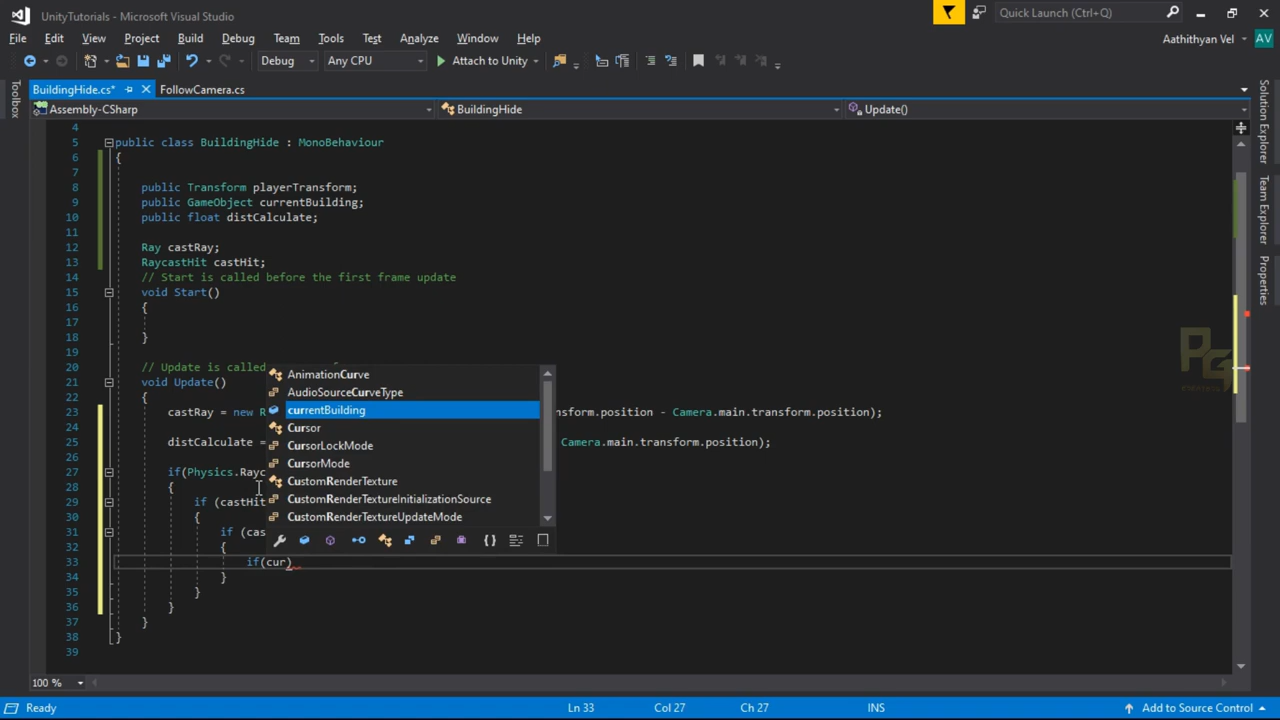 UnityTutorials - Microsoft Visual Studio
Quick Launch (Ctrl+Q)
File Edit View Project Build Debug Team Tools Test Analyze Window Help
Aathithyan Vel AV
Debug Any CPU Attach to Unity
BuildingHide.cs* FollowCamera.cs
Assembly-CSharp BuildingHide Update()
Toolbox
Solution Explorer
Team Explorer
Properties
4
5 public class BuildingHide : MonoBehaviour
6 {
7
8 public Transform playerTransform;
9 public GameObject currentBuilding;
10 public float distCalculate;
11
12 Ray castRay;
13 RaycastHit castHit;
14 // Start is called before the first frame update
15 void Start()
16 {
17
18 }
19
20 // Update is called
21 void Update()
22 {
23 castRay = new R nsform.position - Camera.main.transform.position);
24
25 distCalculate = Camera.main.transform.position);
26
27 if(Physics.Rayc
28 {
29 if (castHit
30 {
31 if (cas
32 {
33 if(cur)
34 }
35 }
36 }
37 }
38 }
39
AnimationCurve
AudioSourceCurveType
currentBuilding
Cursor
CursorLockMode
CursorMode
CustomRenderTexture
CustomRenderTextureInitializationSource
CustomRenderTextureUpdateMode
PG
100 %
Ready Ln 33 Col 27 Ch 27 INS Add to Source Control